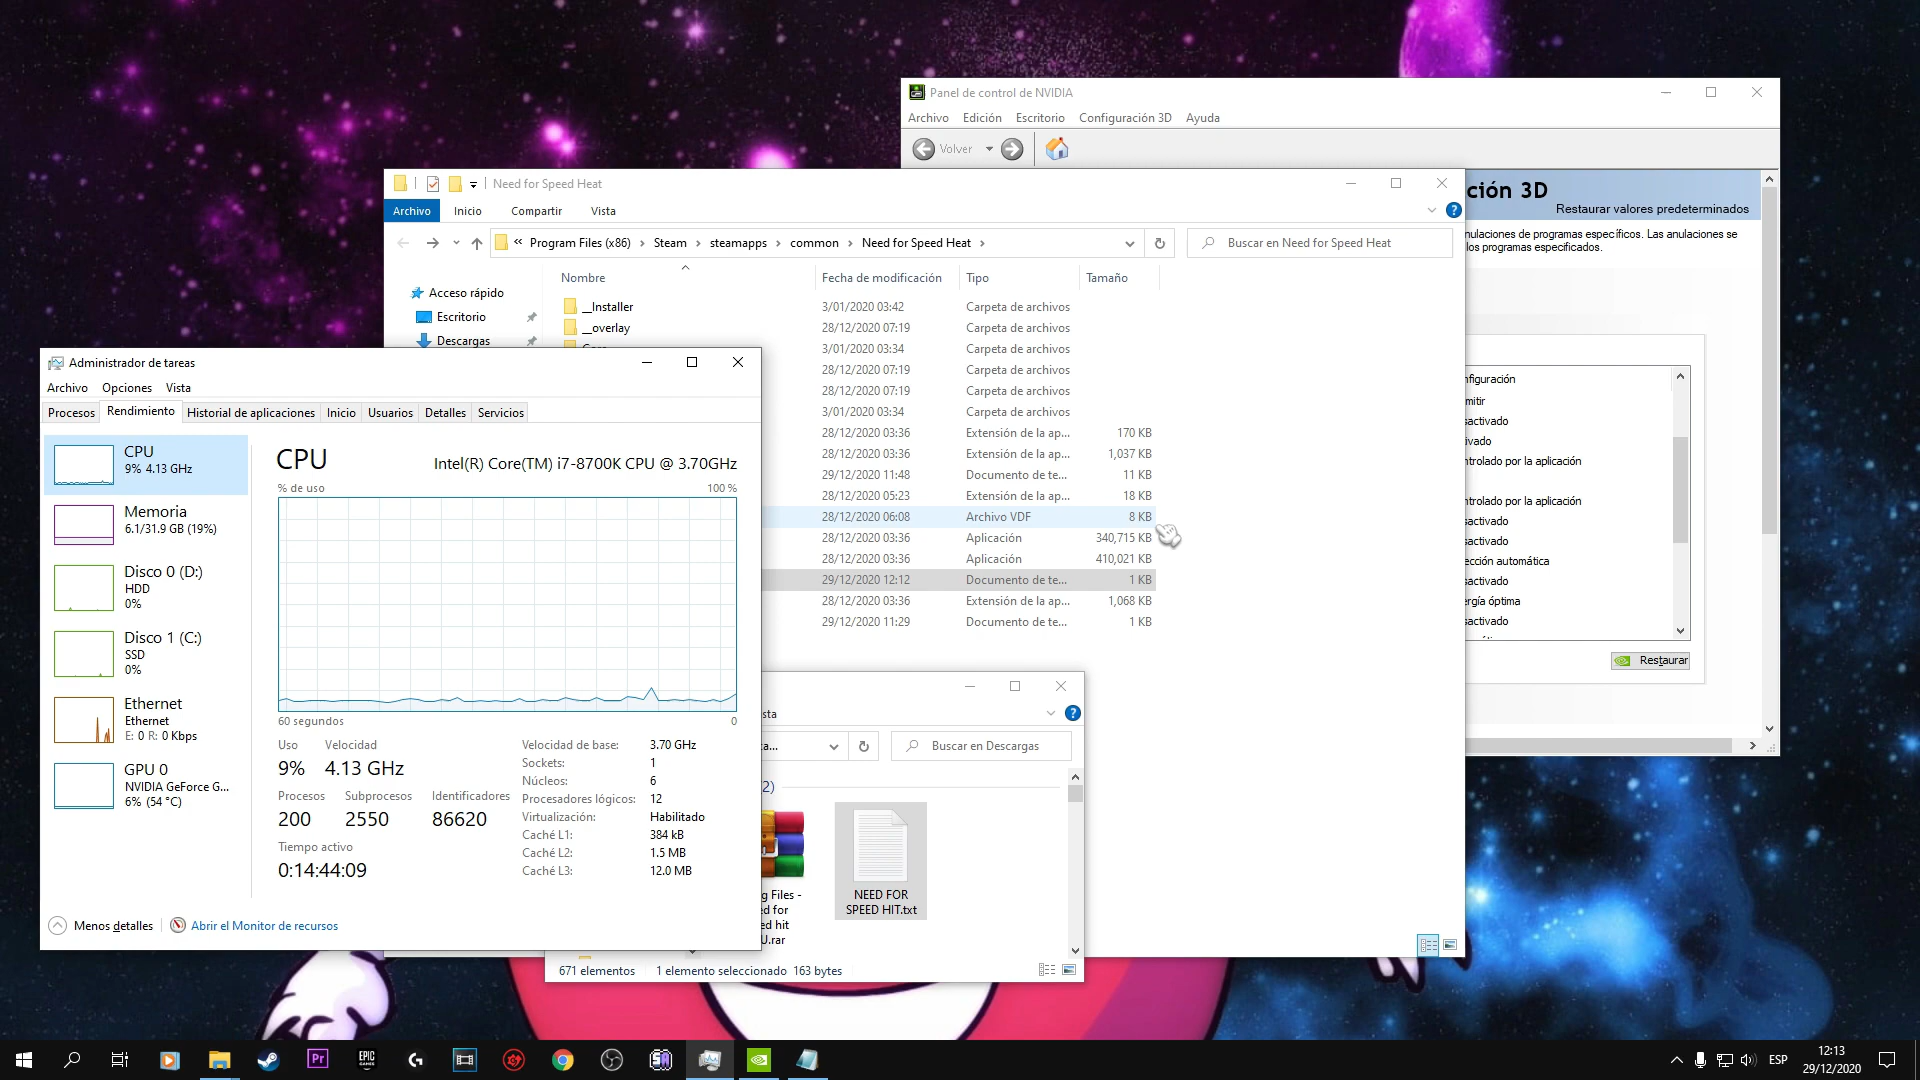 Panel de control de NVIDIA
Archivo Edición Escritorio Configuración 3D Ayuda
Volver
ción 3D
Restaurar valores predeterminados
nulaciones de programas específicos. Las anulaciones se
los programas especificados.
nfiguración
mitir
sactivado
ivado
ntrolado por la aplicación
ntrolado por la aplicación
sactivado
sactivado
ección automática
sactivado
ergía óptima
sactivado
Restaurar
Need for Speed Heat
Archivo Inicio Compartir Vista
« Program Files (x86) › Steam › steamapps › common › Need for Speed Heat ›
Buscar en Need for Speed Heat
Nombre Fecha de modificación Tipo Tamaño
Acceso rápido
Escritorio
Descargas
__Installer 3/01/2020 03:42 Carpeta de archivos
__overlay 28/12/2020 07:19 Carpeta de archivos
3/01/2020 03:34 Carpeta de archivos
28/12/2020 07:19 Carpeta de archivos
28/12/2020 07:19 Carpeta de archivos
3/01/2020 03:34 Carpeta de archivos
28/12/2020 03:36 Extensión de la ap... 170 KB
28/12/2020 03:36 Extensión de la ap... 1,037 KB
29/12/2020 11:48 Documento de te... 11 KB
28/12/2020 05:23 Extensión de la ap... 18 KB
28/12/2020 06:08 Archivo VDF 8 KB
28/12/2020 03:36 Aplicación 340,715 KB
28/12/2020 03:36 Aplicación 410,021 KB
29/12/2020 12:12 Documento de te... 1 KB
28/12/2020 03:36 Extensión de la ap... 1,068 KB
29/12/2020 11:29 Documento de te... 1 KB
Administrador de tareas
Archivo Opciones Vista
Procesos Rendimiento Historial de aplicaciones Inicio Usuarios Detalles Servicios
CPU
9% 4.13 GHz
Memoria
6.1/31.9 GB (19%)
Disco 0 (D:)
HDD
0%
Disco 1 (C:)
SSD
0%
Ethernet
Ethernet
E: 0 R: 0 Kbps
GPU 0
NVIDIA GeForce G...
6% (54 °C)
CPU Intel(R) Core(TM) i7-8700K CPU @ 3.70GHz
% de uso 100 %
60 segundos 0
Uso Velocidad
9% 4.13 GHz
Procesos Subprocesos Identificadores
200 2550 86620
Tiempo activo
0:14:44:09
Velocidad de base: 3.70 GHz
Sockets: 1
Núcleos: 6
Procesadores lógicos: 12
Virtualización: Habilitado
Caché L1: 384 kB
Caché L2: 1.5 MB
Caché L3: 12.0 MB
Menos detalles Abrir el Monitor de recursos
sta
a...
Buscar en Descargas
2)
g Files -
ed for
ed hit
U.rar
NEED FOR
SPEED HIT.txt
671 elementos 1 elemento seleccionado 163 bytes
Pr
EPIC
GAMES
ESP
12:13
29/12/2020